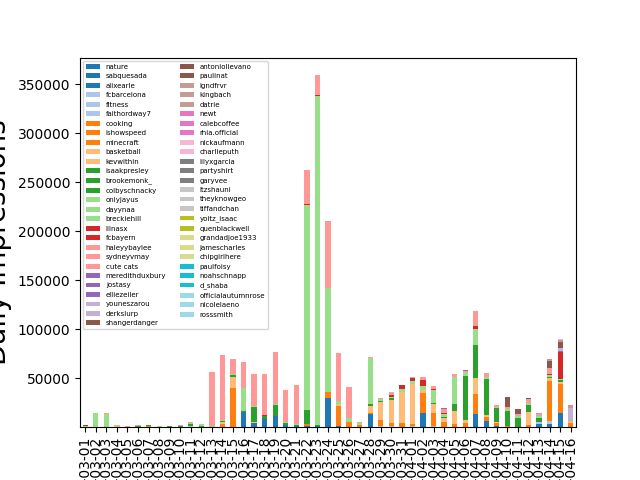 350000
300000
250000
200000
150000
100000
50000
nature
sabquesada
alixearle
fcbarcelona
fitness
faithordway7
cooking
ishowspeed
minecraft
basketball
kevwithin
isaakpresley
brookemonk_
colbyschnacky
onlyjayus
dayynaa
brecklehill
illinasx
fcbayern
haleyybaylee
sydneyvmay
cute cats
meredithduxbury
jostasy
elliezeiler
youneszarou
derkslurp
shangerdanger
antoniollevano
paulinat
lgndfrvr
kingbach
datrie
newt
calebcoffee
rhia.official
nickaufmann
charlieputh
lilyxgarcia
partyshirt
garyvee
itzshauni
theyknowgeo
tiffandchan
yoitz_isaac
quenblackwell
grandadjoe1933
jamescharles
chipgirlhere
paulfoisy
noahschnapp
d_shaba
officialautumnrose
nicolelaeno
rosssmith
03-01
03-02
03-03
03-04
03-05
03-06
03-07
03-08
03-09
03-10
03-11
03-12
03-13
03-14
03-15
03-16
03-17
03-18
03-19
03-20
03-21
03-22
03-23
03-24
03-25
03-26
03-27
03-28
03-29
03-30
03-31
04-01
04-02
04-03
04-04
04-05
04-06
04-07
04-08
04-09
04-10
04-11
04-12
04-13
04-14
04-15
04-16